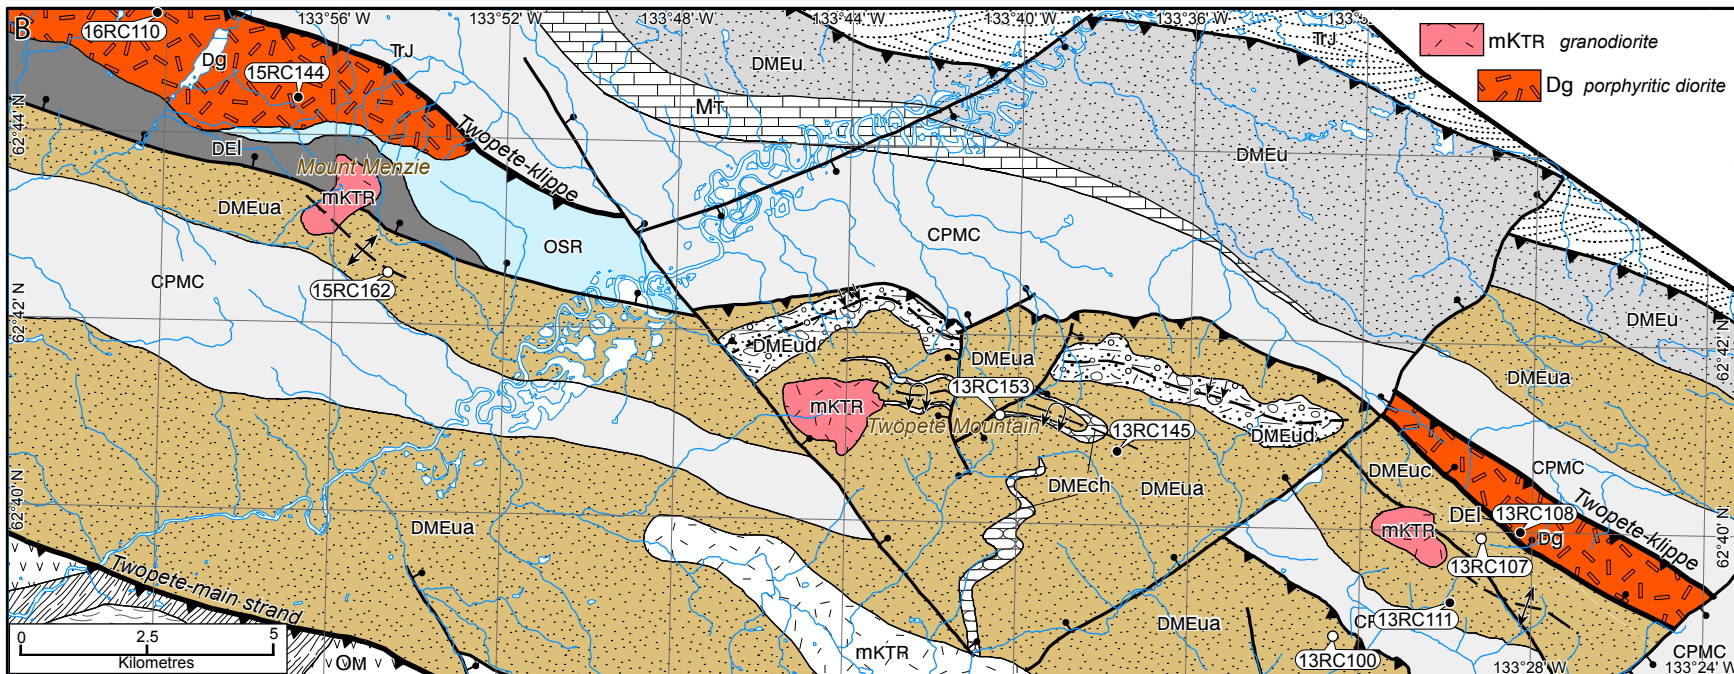 B
133°56' W
133°52' W
133°48' W
133°44' W
133°40' W
133°36' W
16RC110
Dg
15RC144
TrJ
DMEu
TrJ
mKTR granodiorite
Dg porphyritic diorite
MT
62°44' N
DEl
Twopete-klippe
DMEu
Mount Menzie
mKTR
DMEua
OSR
CPMC
CPMC
15RC162
62°42' N
DMEu
62°42' N
DMEud
DMEua
DMEua
13RC153
mKTR
Twopete Mountain
13RC145
DMEud
DMEuc
CPMC
DMEch
DMEua
62°40' N
DEl
13RC108
Twopete-klippe
62°40' N
DMEua
mKTR
Dg
13RC107
Twopete-main strand
13RC111
DMEua
0 2.5 5
Kilometres
OM
mKTR
13RC100
CPMC
133°28' W
133°24' W